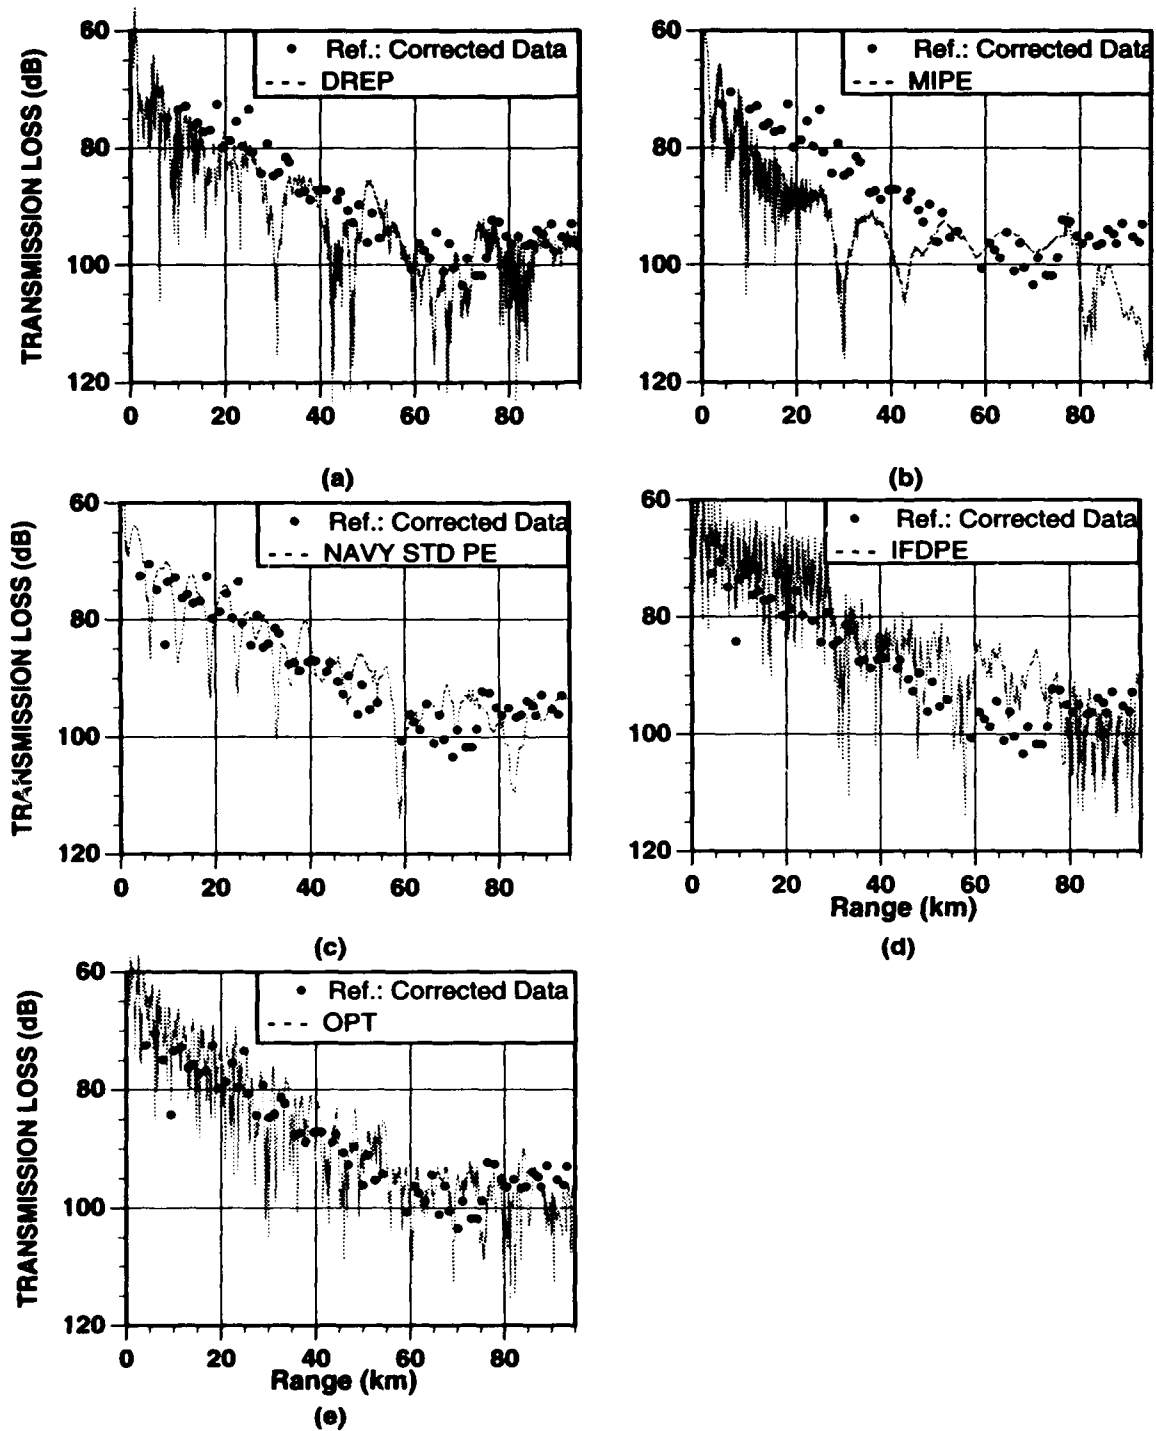 TRANSMISSION LOSS (dB)
60
80
100
120
Ref.: Corrected Data
DREP
0 20 40 60 80
(a)
60
80
100
120
Ref.: Corrected Data
MIPE
0 20 40 60 80
(b)
TRANSMISSION LOSS (dB)
60
80
100
120
Ref.: Corrected Data
NAVY STD PE
0 20 40 60 80
(c)
60
80
100
120
Ref.: Corrected Data
IFDPE
0 20 40 60 80
Range (km)
(d)
TRANSMISSION LOSS (dB)
60
80
100
120
Ref.: Corrected Data
OPT
0 20 40 60 80
Range (km)
(e)